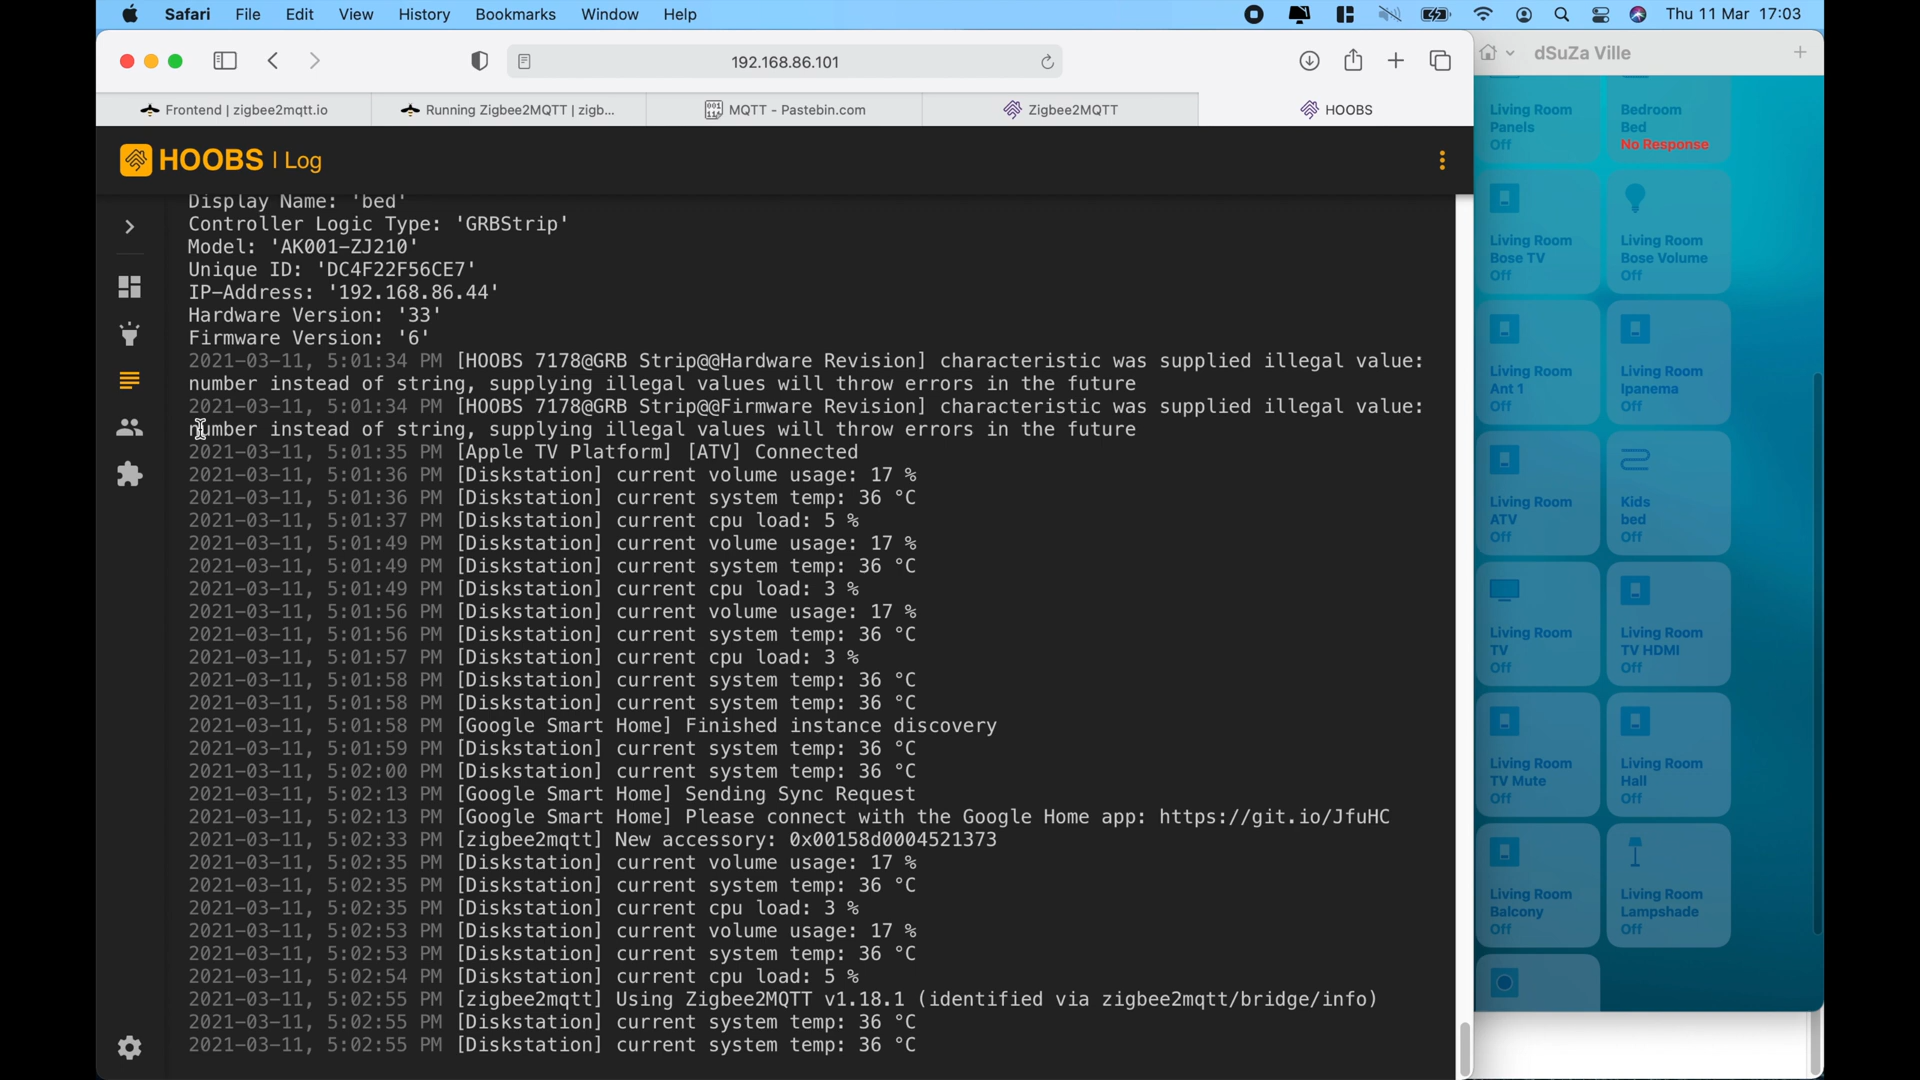 Safari File Edit View History Bookmarks Window Help Thu 11 Mar 17:03
192.168.86.101
Frontend | zigbee2mqtt.io Running Zigbee2MQTT | zigb... MQTT - Pastebin.com Zigbee2MQTT HOOBS
HOOBS | Log
Display Name: 'bed'
Controller Logic Type: 'GRBStrip'
Model: 'AK001-ZJ210'
Unique ID: 'DC4F22F56CE7'
IP-Address: '192.168.86.44'
Hardware Version: '33'
Firmware Version: '6'
2021-03-11, 5:01:34 PM [HOOBS 7178@GRB Strip@@Hardware Revision] characteristic was supplied illegal value:
number instead of string, supplying illegal values will throw errors in the future
2021-03-11, 5:01:34 PM [HOOBS 7178@GRB Strip@@Firmware Revision] characteristic was supplied illegal value:
number instead of string, supplying illegal values will throw errors in the future
2021-03-11, 5:01:35 PM [Apple TV Platform] [ATV] Connected
2021-03-11, 5:01:36 PM [Diskstation] current volume usage: 17 %
2021-03-11, 5:01:36 PM [Diskstation] current system temp: 36 °C
2021-03-11, 5:01:37 PM [Diskstation] current cpu load: 5 %
2021-03-11, 5:01:49 PM [Diskstation] current volume usage: 17 %
2021-03-11, 5:01:49 PM [Diskstation] current system temp: 36 °C
2021-03-11, 5:01:49 PM [Diskstation] current cpu load: 3 %
2021-03-11, 5:01:56 PM [Diskstation] current volume usage: 17 %
2021-03-11, 5:01:56 PM [Diskstation] current system temp: 36 °C
2021-03-11, 5:01:57 PM [Diskstation] current cpu load: 3 %
2021-03-11, 5:01:58 PM [Diskstation] current system temp: 36 °C
2021-03-11, 5:01:58 PM [Diskstation] current system temp: 36 °C
2021-03-11, 5:01:58 PM [Google Smart Home] Finished instance discovery
2021-03-11, 5:01:59 PM [Diskstation] current system temp: 36 °C
2021-03-11, 5:02:00 PM [Diskstation] current system temp: 36 °C
2021-03-11, 5:02:13 PM [Google Smart Home] Sending Sync Request
2021-03-11, 5:02:13 PM [Google Smart Home] Please connect with the Google Home app: https://git.io/JfuHC
2021-03-11, 5:02:33 PM [zigbee2mqtt] New accessory: 0x00158d0004521373
2021-03-11, 5:02:35 PM [Diskstation] current volume usage: 17 %
2021-03-11, 5:02:35 PM [Diskstation] current system temp: 36 °C
2021-03-11, 5:02:35 PM [Diskstation] current cpu load: 3 %
2021-03-11, 5:02:53 PM [Diskstation] current volume usage: 17 %
2021-03-11, 5:02:53 PM [Diskstation] current system temp: 36 °C
2021-03-11, 5:02:54 PM [Diskstation] current cpu load: 5 %
2021-03-11, 5:02:55 PM [zigbee2mqtt] Using Zigbee2MQTT v1.18.1 (identified via zigbee2mqtt/bridge/info)
2021-03-11, 5:02:55 PM [Diskstation] current system temp: 36 °C
2021-03-11, 5:02:55 PM [Diskstation] current system temp: 36 °C
dSuZa Ville
Living Room
Panels
Off
Bedroom
Bed
No Response
Living Room
Bose TV
Off
Living Room
Bose Volume
Off
Living Room
Ant 1
Off
Living Room
Ipanema
Off
Living Room
ATV
Off
Kids
bed
Off
Living Room
TV
Off
Living Room
TV HDMI
Off
Living Room
TV Mute
Off
Living Room
Hall
Off
Living Room
Balcony
Off
Living Room
Lampshade
Off